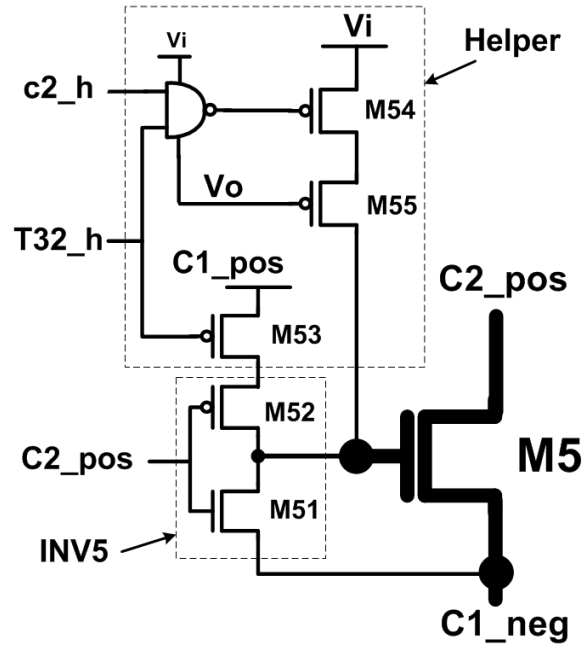 Vi
Vi
Helper
c2_h
M54
Vo
M55
T32_h
C1_pos
C2_pos
M53
M52
C2_pos
M5
M51
INV5
C1_neg